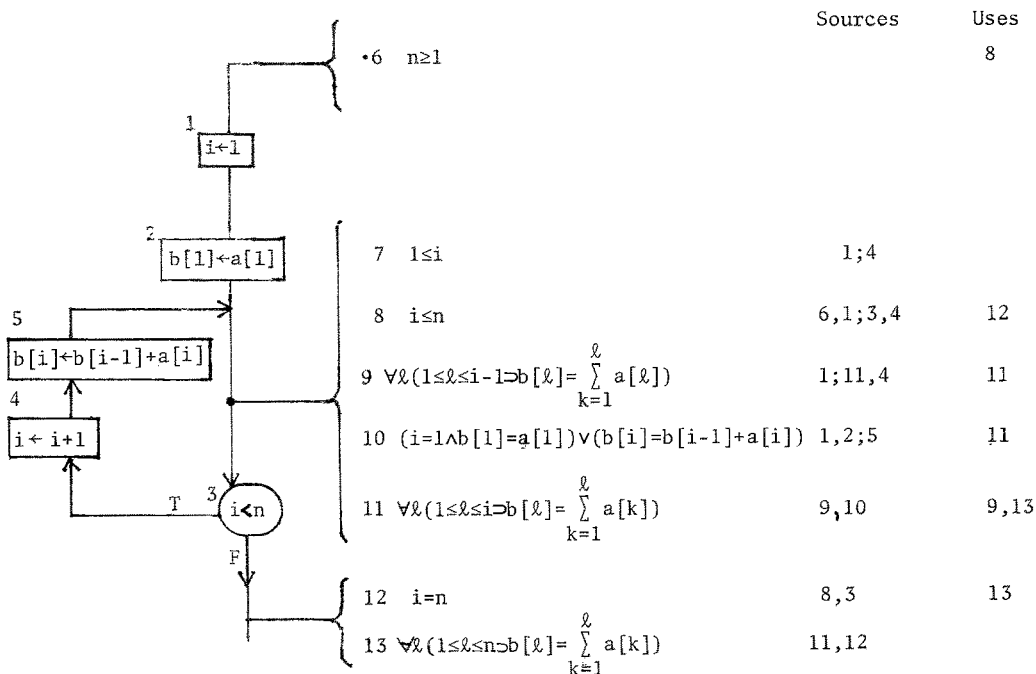 Sources Uses
·6 n≥1 8
1
i←1
2
b[1]←a[1]
7 1≤i 1;4
8 i≤n 6,1;3,4 12
5
b[i]←b[i-1]+a[i]
ℓ
9 ∀ℓ(1≤ℓ≤i-1⊃b[ℓ]= ∑ a[ℓ]) 1;11,4 11
k=1
4
i← i+1
10 (i=1∧b[1]=a[1])∨(b[i]=b[i-1]+a[i]) 1,2;5 11
3
T
i<n
ℓ
11 ∀ℓ(1≤ℓ≤i⊃b[ℓ]= ∑ a[k]) 9,10 9,13
k=1
F
12 i=n 8,3 13
ℓ
13 ∀ℓ(1≤ℓ≤n⊃b[ℓ]= ∑ a[k]) 11,12
k=1